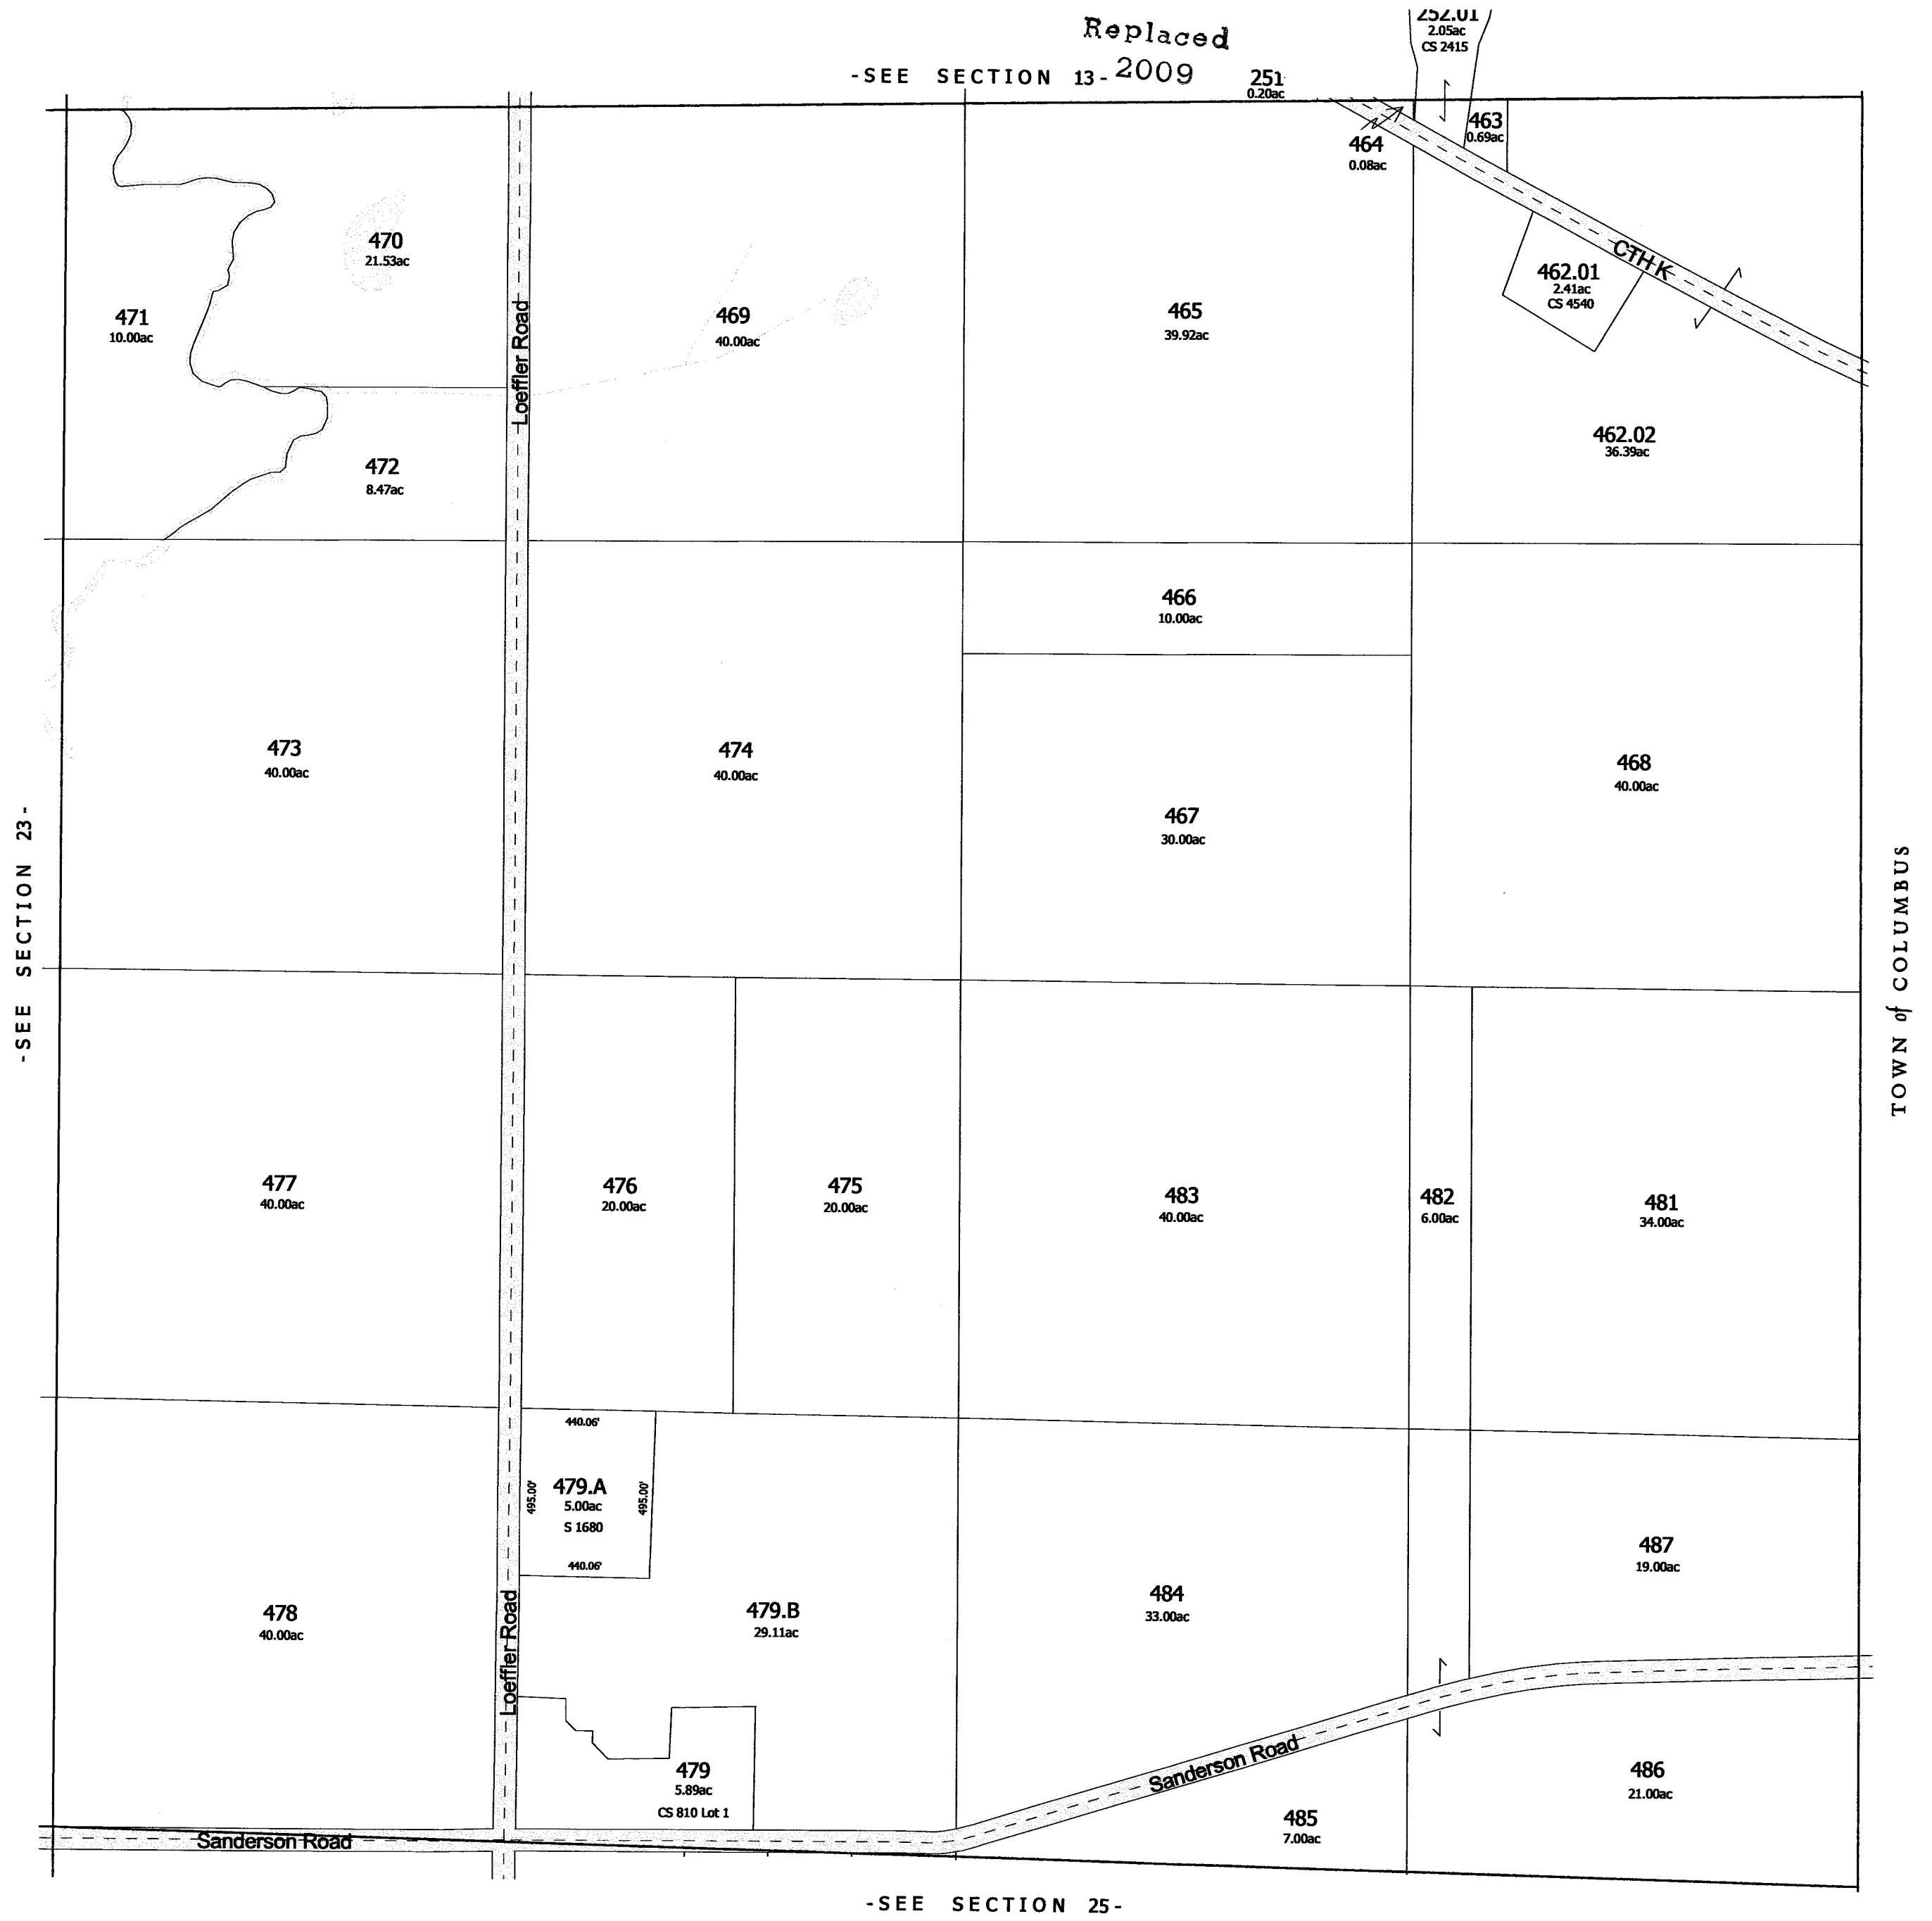 Replaced
2009
-SEE SECTION 13-
252.01
2.05ac
CS 2415
251
0.20ac
463
0.69ac
464
0.08ac
470
21.53ac
471
10.00ac
Loeffler Road
469
40.00ac
465
39.92ac
CTH K
462.01
2.41ac
CS 4540
462.02
36.39ac
472
8.47ac
466
10.00ac
473
40.00ac
474
40.00ac
467
30.00ac
468
40.00ac
-SEE SECTION 23-
TOWN of COLUMBUS
477
40.00ac
476
20.00ac
475
20.00ac
483
40.00ac
482
6.00ac
481
34.00ac
440.06'
495.00'
479.A
5.00ac
S 1680
495.00'
440.06'
478
40.00ac
Loeffler Road
479.B
29.11ac
484
33.00ac
487
19.00ac
479
5.89ac
CS 810 Lot 1
Sanderson Road
486
21.00ac
485
7.00ac
Sanderson Road
-SEE SECTION 25-